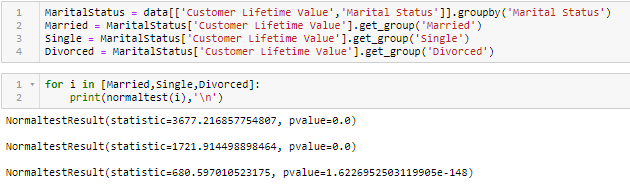 1 MaritalStatus = data[['Customer Lifetime Value','Marital Status']].groupby('Marital Status')
2 Married = MaritalStatus['Customer Lifetime Value'].get_group('Married')
3 Single = MaritalStatus['Customer Lifetime Value'].get_group('Single')
4 Divorced = MaritalStatus['Customer Lifetime Value'].get_group('Divorced')
1 for i in [Married,Single,Divorced]:
2     print(normaltest(i),'\n')
NormaltestResult(statistic=3677.216857754807, pvalue=0.0)
NormaltestResult(statistic=1721.914498898464, pvalue=0.0)
NormaltestResult(statistic=680.597010523175, pvalue=1.6226952503119905e-148)